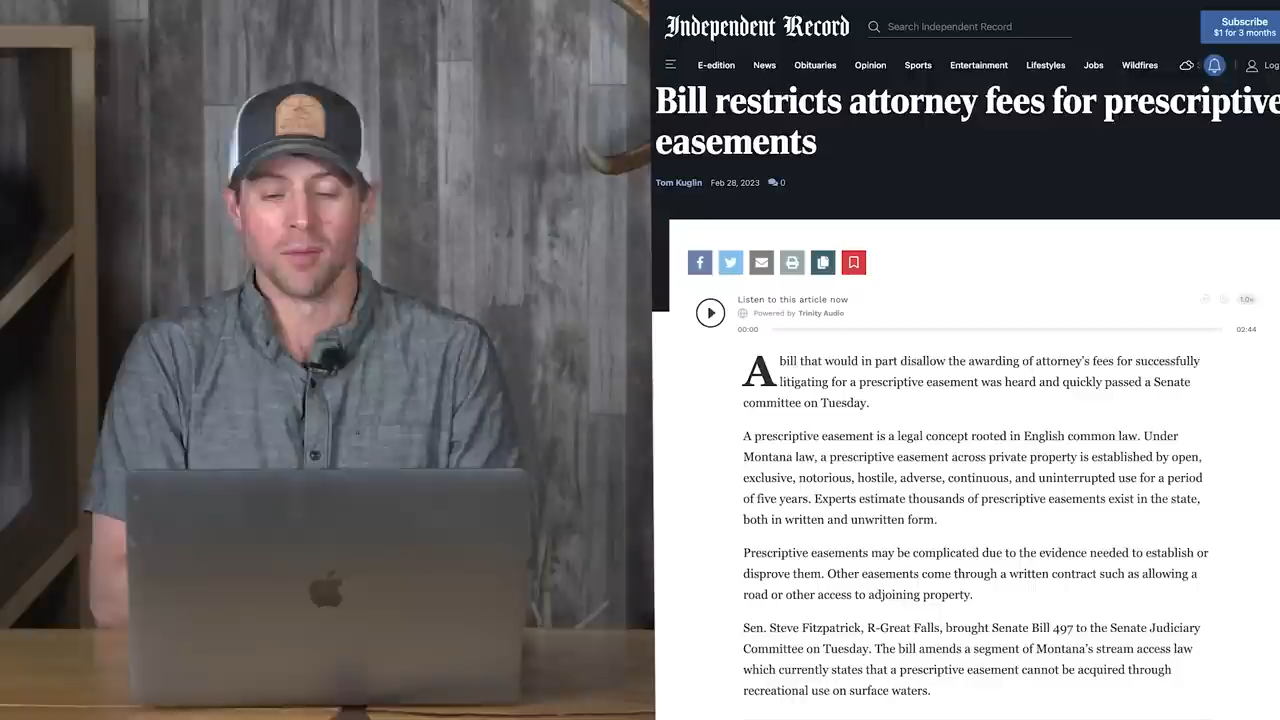 Independent Record
Search Independent Record
Subscribe
$1 for 3 months
E-edition News Obituaries Opinion Sports Entertainment Lifestyles Jobs Wildfires Log
Bill restricts attorney fees for prescriptive
easements
Tom Kuglin Feb 28, 2023 0
Listen to this article now
1.0x
Powered by Trinity Audio
00:00 02:44
A bill that would in part disallow the awarding of attorney's fees for successfully
litigating for a prescriptive easement was heard and quickly passed a Senate
committee on Tuesday.
A prescriptive easement is a legal concept rooted in English common law. Under
Montana law, a prescriptive easement across private property is established by open,
exclusive, notorious, hostile, adverse, continuous, and uninterrupted use for a period
of five years. Experts estimate thousands of prescriptive easements exist in the state,
both in written and unwritten form.
Prescriptive easements may be complicated due to the evidence needed to establish or
disprove them. Other easements come through a written contract such as allowing a
road or other access to adjoining property.
Sen. Steve Fitzpatrick, R-Great Falls, brought Senate Bill 497 to the Senate Judiciary
Committee on Tuesday. The bill amends a segment of Montana's stream access law
which currently states that a prescriptive easement cannot be acquired through
recreational use on surface waters.